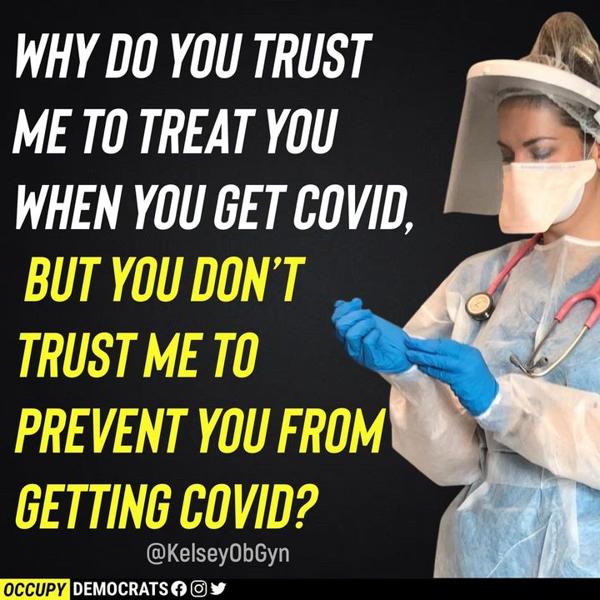 WHY DO YOU TRUST
ME TO TREAT YOU
WHEN YOU GET COVID,
BUT YOU DON'T
TRUST ME TO
PREVENT YOU FROM
GETTING COVID?
@KelseyObGyn
OCCUPY DEMOCRATS